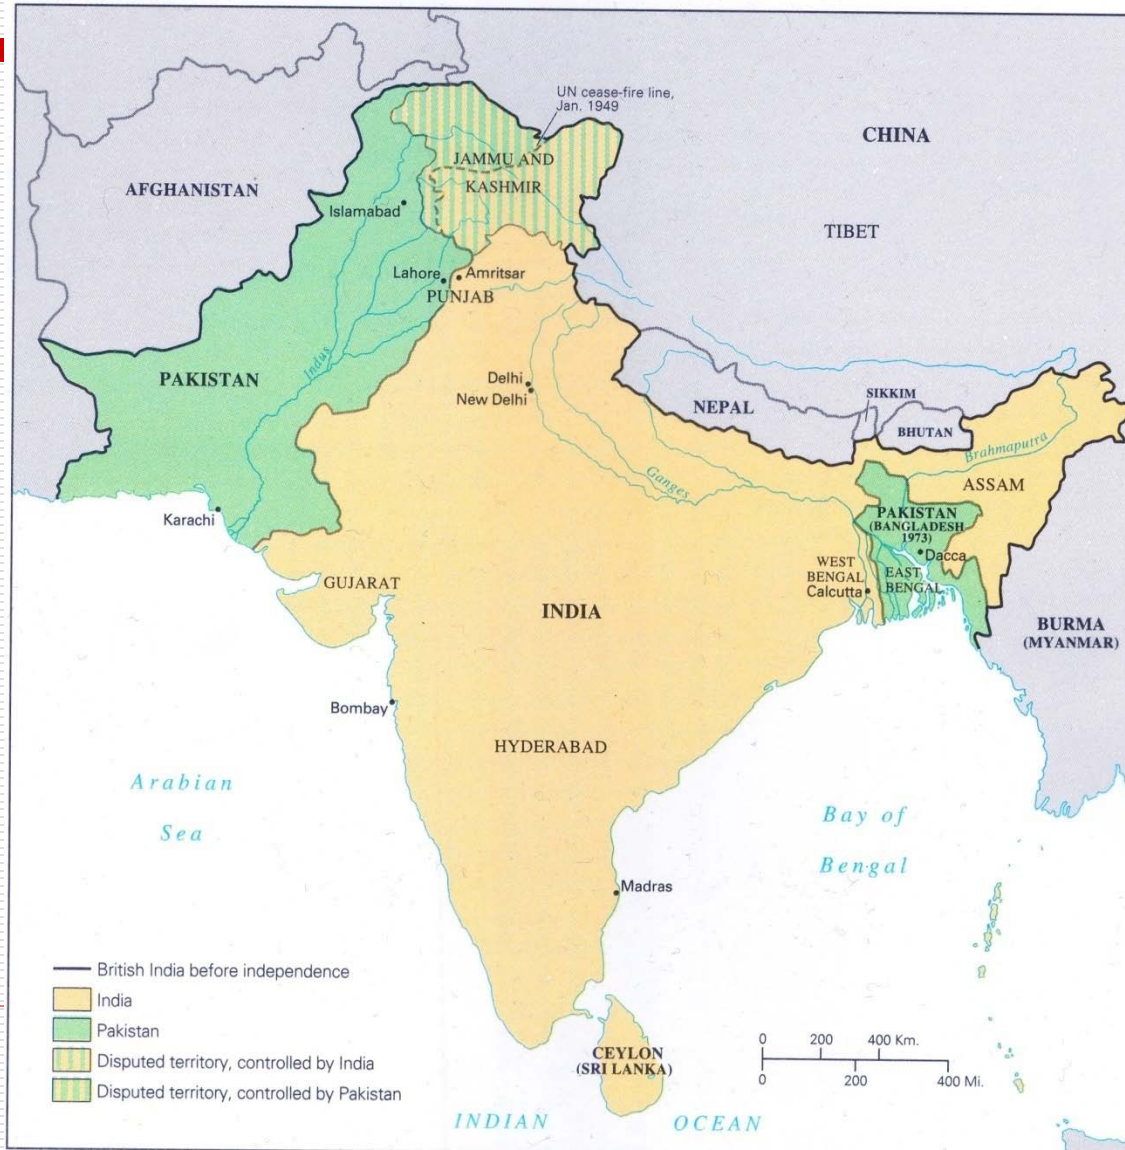 UN cease-fire line,
Jan. 1949
CHINA
JAMMU AND
KASHMIR
AFGHANISTAN
Islamabad
TIBET
Lahore
Amritsar
PUNJAB
Indus
PAKISTAN
Delhi
New Delhi
NEPAL
SIKKIM
BHUTAN
Brahmaputra
Ganges
ASSAM
PAKISTAN
(BANGLADESH
1973)
Karachi
Dacca
WEST
BENGAL
EAST
BENGAL
Calcutta
GUJARAT
INDIA
BURMA
(MYANMAR)
Bombay
HYDERABAD
Arabian
Sea
Bay of
Bengal
Madras
British India before independence
India
Pakistan
Disputed territory, controlled by India
Disputed territory, controlled by Pakistan
CEYLON
(SRI LANKA)
0 200 400 Km.
0 200 400 Mi.
INDIAN OCEAN